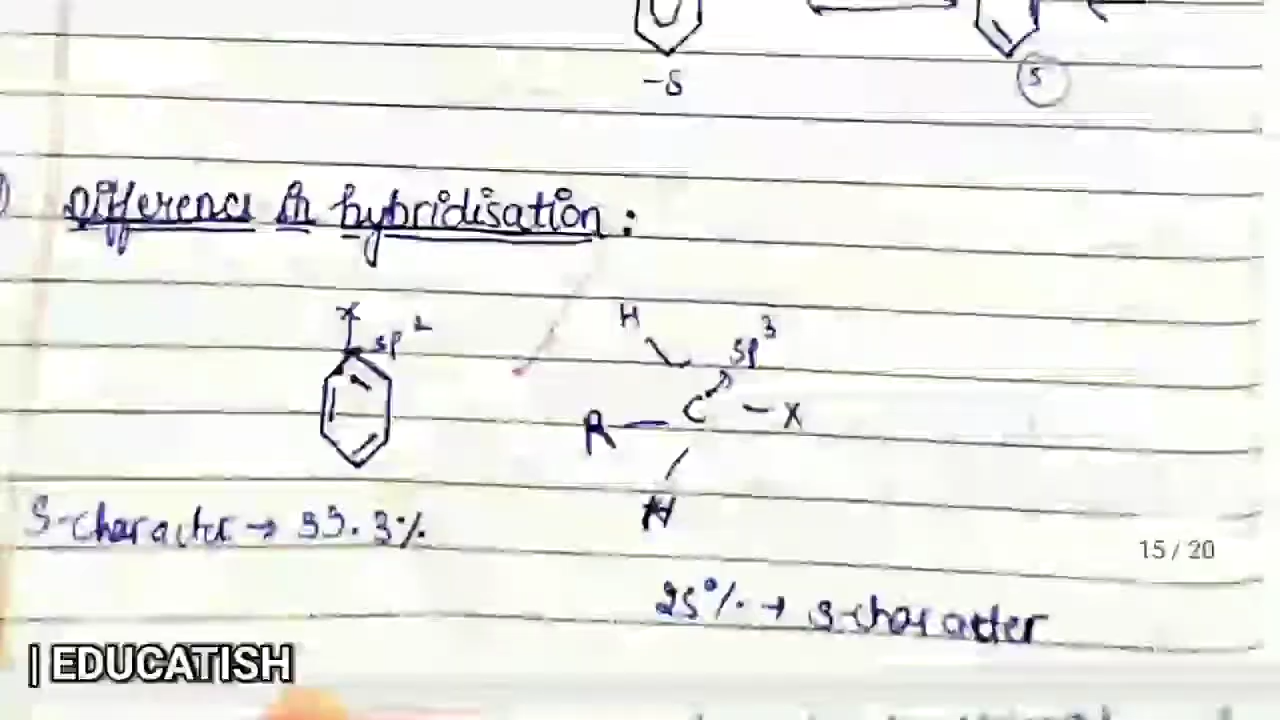 -δ
s
Difference in hybridisation :
X
sp²
H
sp³
R — C — X
H
S-character → 33.3%
15 / 20
25% → s-character
| EDUCATISH